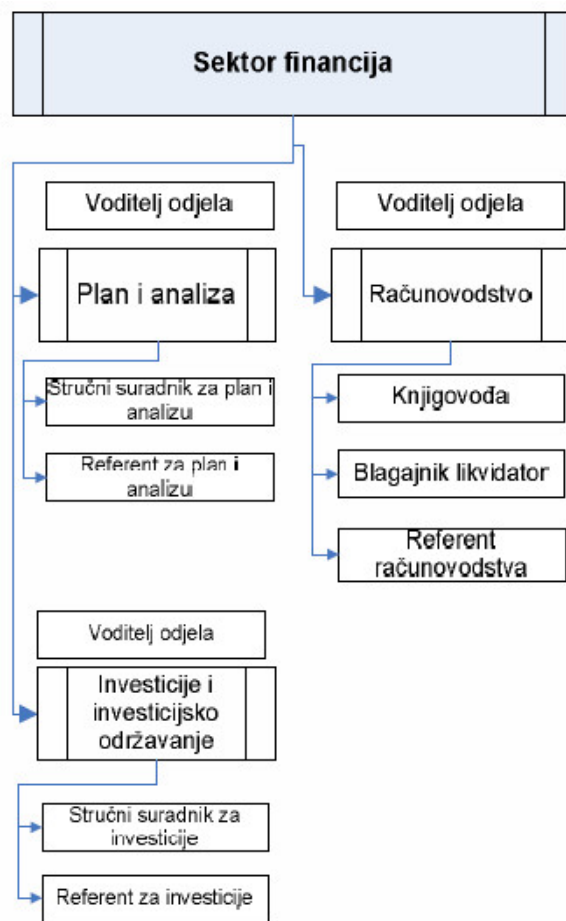 Sektor financija
Voditelj odjela
Plan i analiza
Stručni suradnik za plan i
analizu
Referent za plan i
analizu
Voditelj odjela
Računovodstvo
Knjigovođa
Blagajnik likvidator
Referent
računovodstva
Voditelj odjela
Investicije i
investicijsko
održavanje
Stručni suradnik za
investicije
Referent za investicije